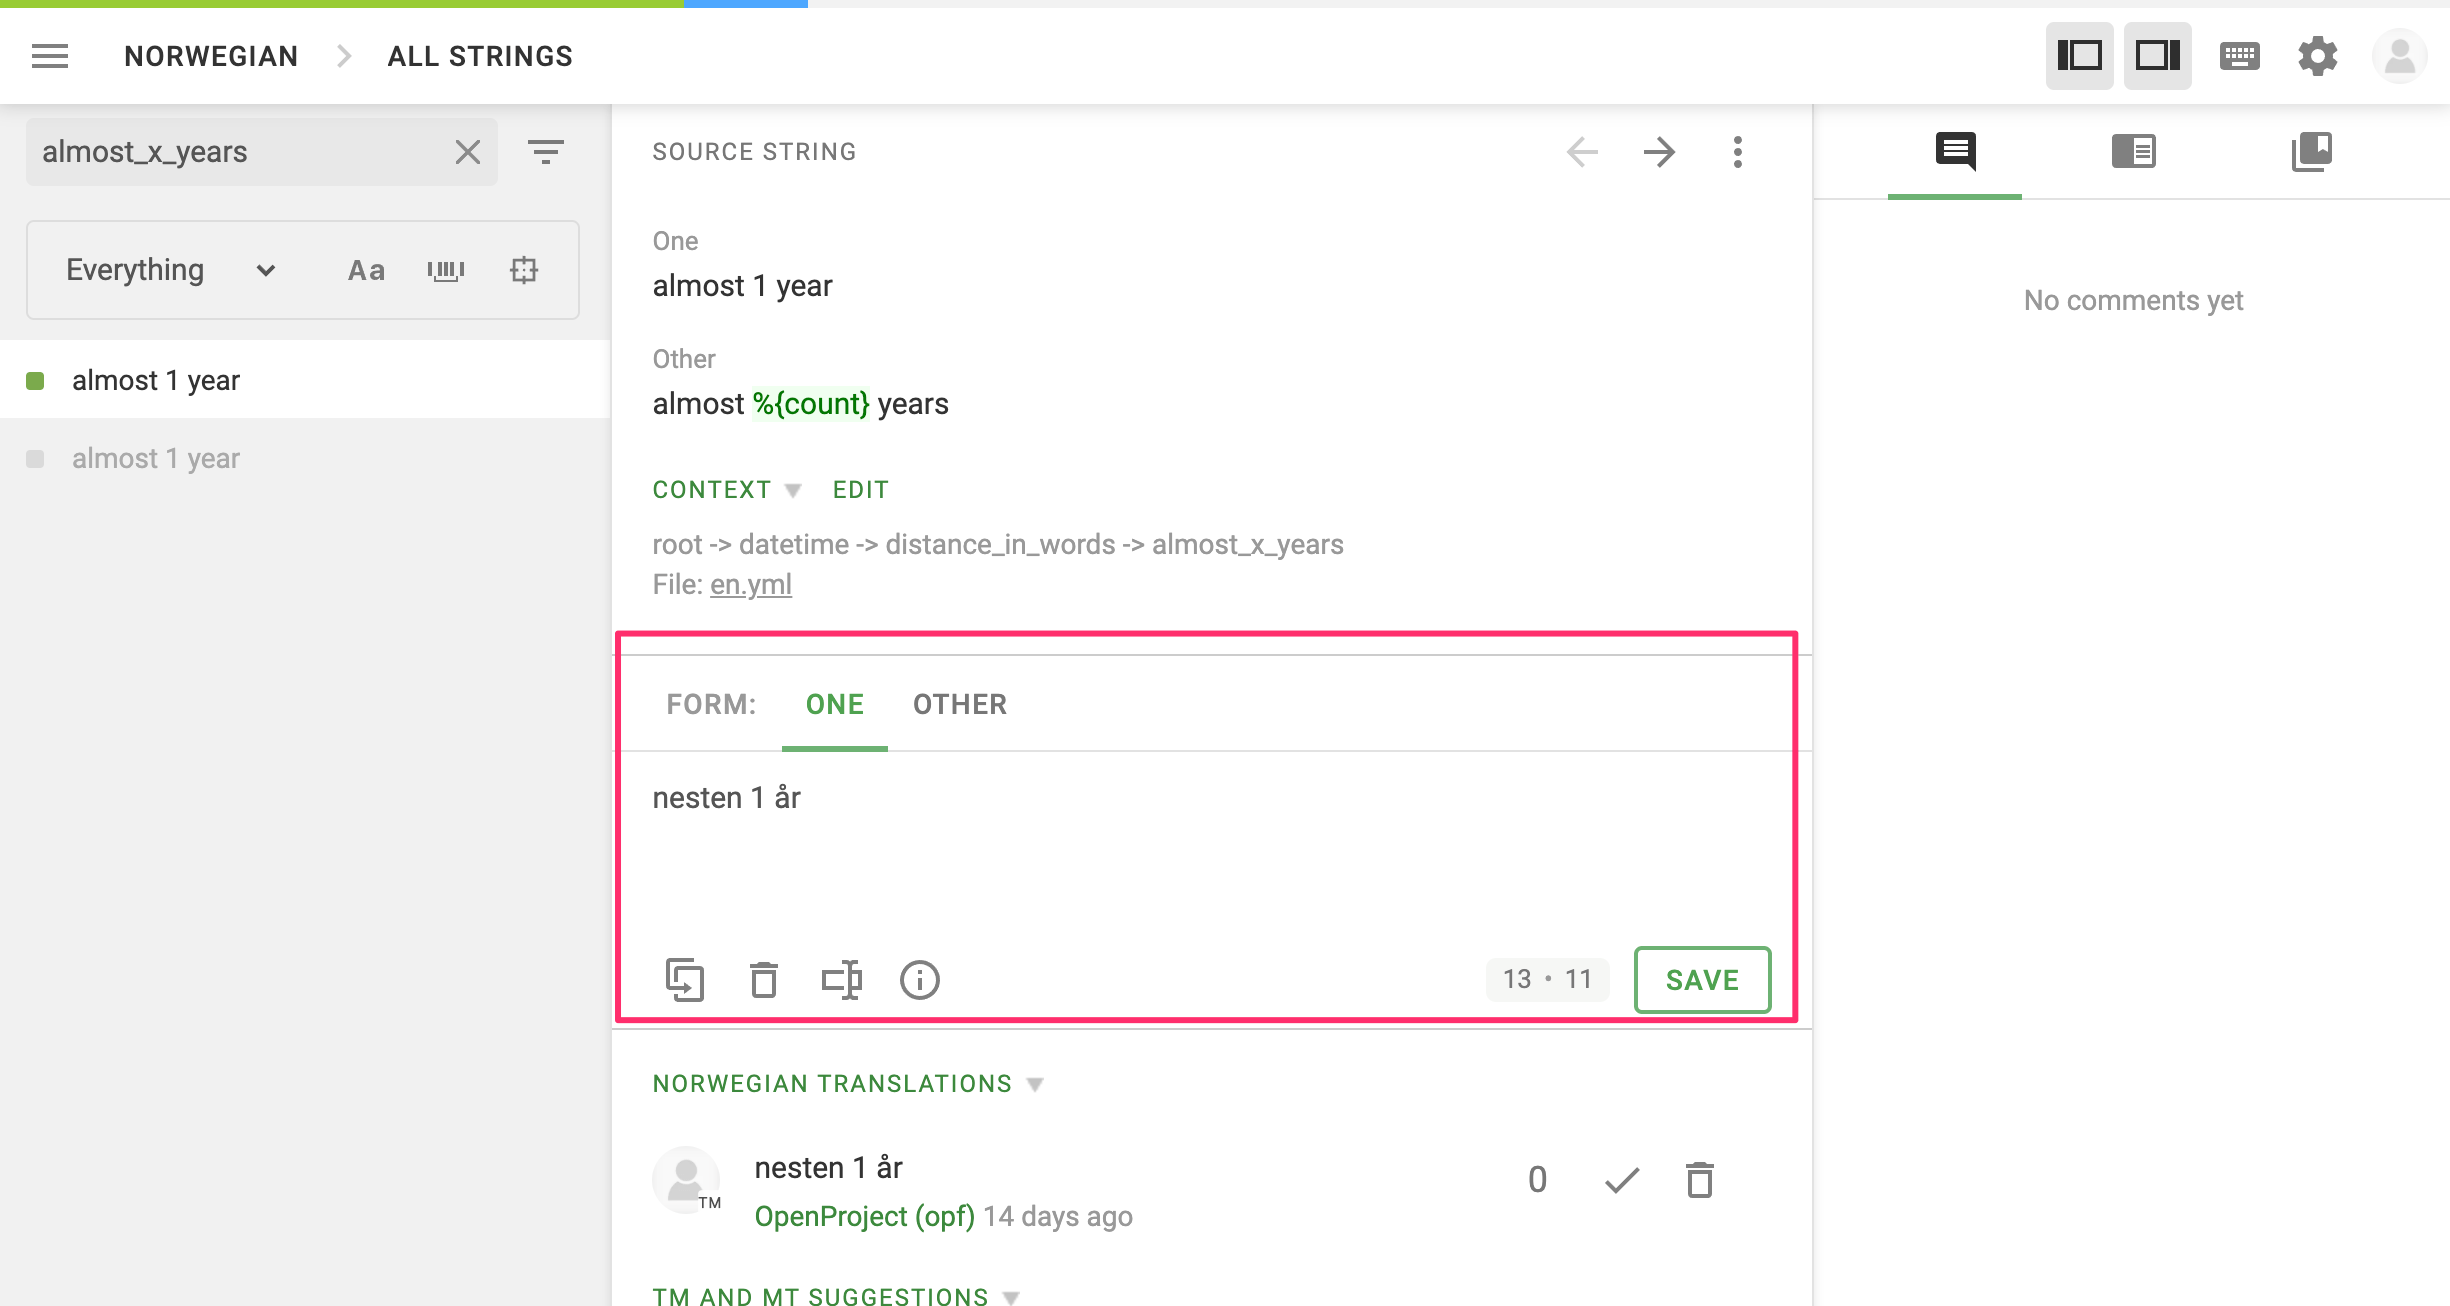 NORWEGIAN
ALL STRINGS
almost_x_years
Everything
Aa
almost 1 year
almost 1 year
SOURCE STRING
One
almost 1 year
Other
almost %{count} years
CONTEXT
EDIT
root -> datetime -> distance_in_words -> almost_x_years
File: en.yml
FORM:
ONE
OTHER
nesten 1 år
13 • 11
SAVE
NORWEGIAN TRANSLATIONS
nesten 1 år
0
TM
OpenProject (opf) 14 days ago
TM AND MT SUGGESTIONS
No comments yet